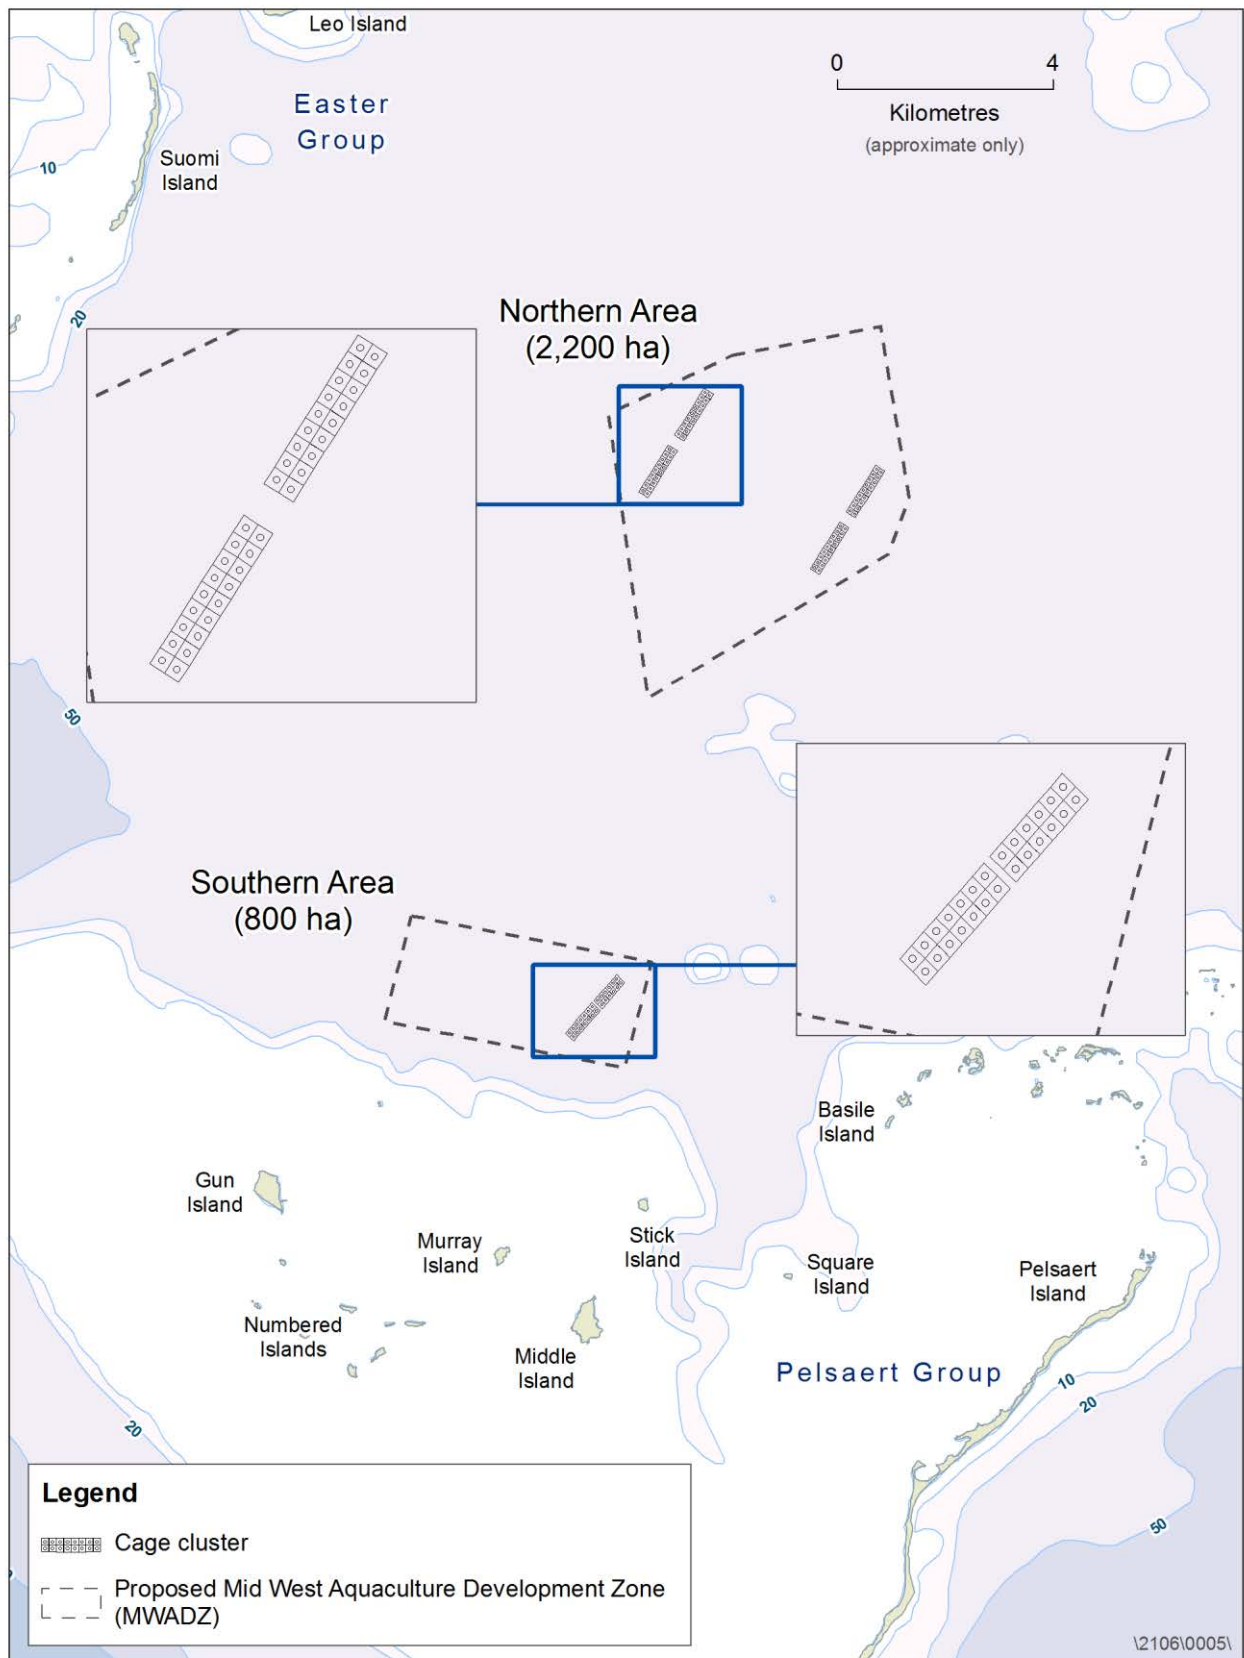 Leo Island
0 4
Kilometres
(approximate only)
Easter
Group
Suomi
Island
10
20
Northern Area
(2,200 ha)
50
Southern Area
(800 ha)
Basile
Island
Gun
Island
Murray
Island
Stick
Island
Square
Island
Pelsaert
Island
Numbered
Islands
Middle
Island
Pelsaert Group
10
20
20
50
Legend
Cage cluster
Proposed Mid West Aquaculture Development Zone
(MWADZ)
\2106\0005\